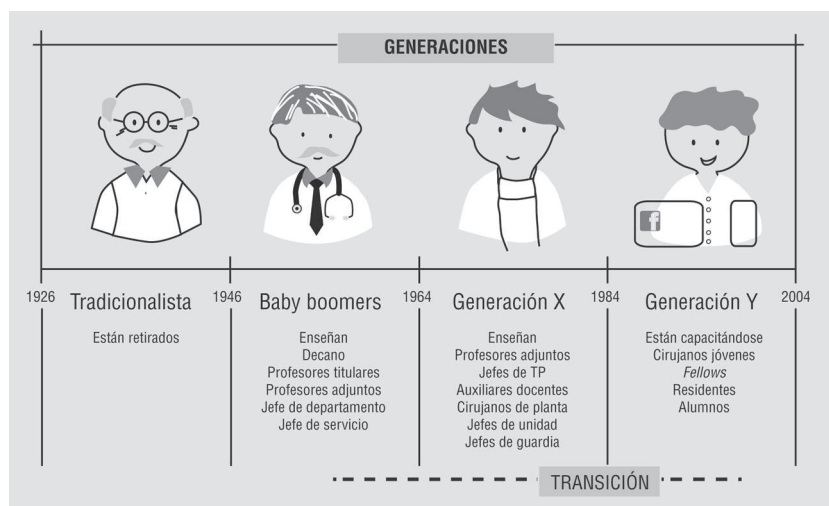 GENERACIONES
f
1926
Tradicionalista
1946
Baby boomers
1964
Generación X
1984
Generación Y
2004
Están retirados
Enseñan
Decano
Profesores titulares
Profesores adjuntos
Jefe de departamento
Jefe de servicio
Enseñan
Profesores adjuntos
Jefes de TP
Auxiliares docentes
Cirujanos de planta
Jefes de unidad
Jefes de guardia
Están capacitándose
Cirujanos jóvenes
Fellows
Residentes
Alumnos
TRANSICIÓN